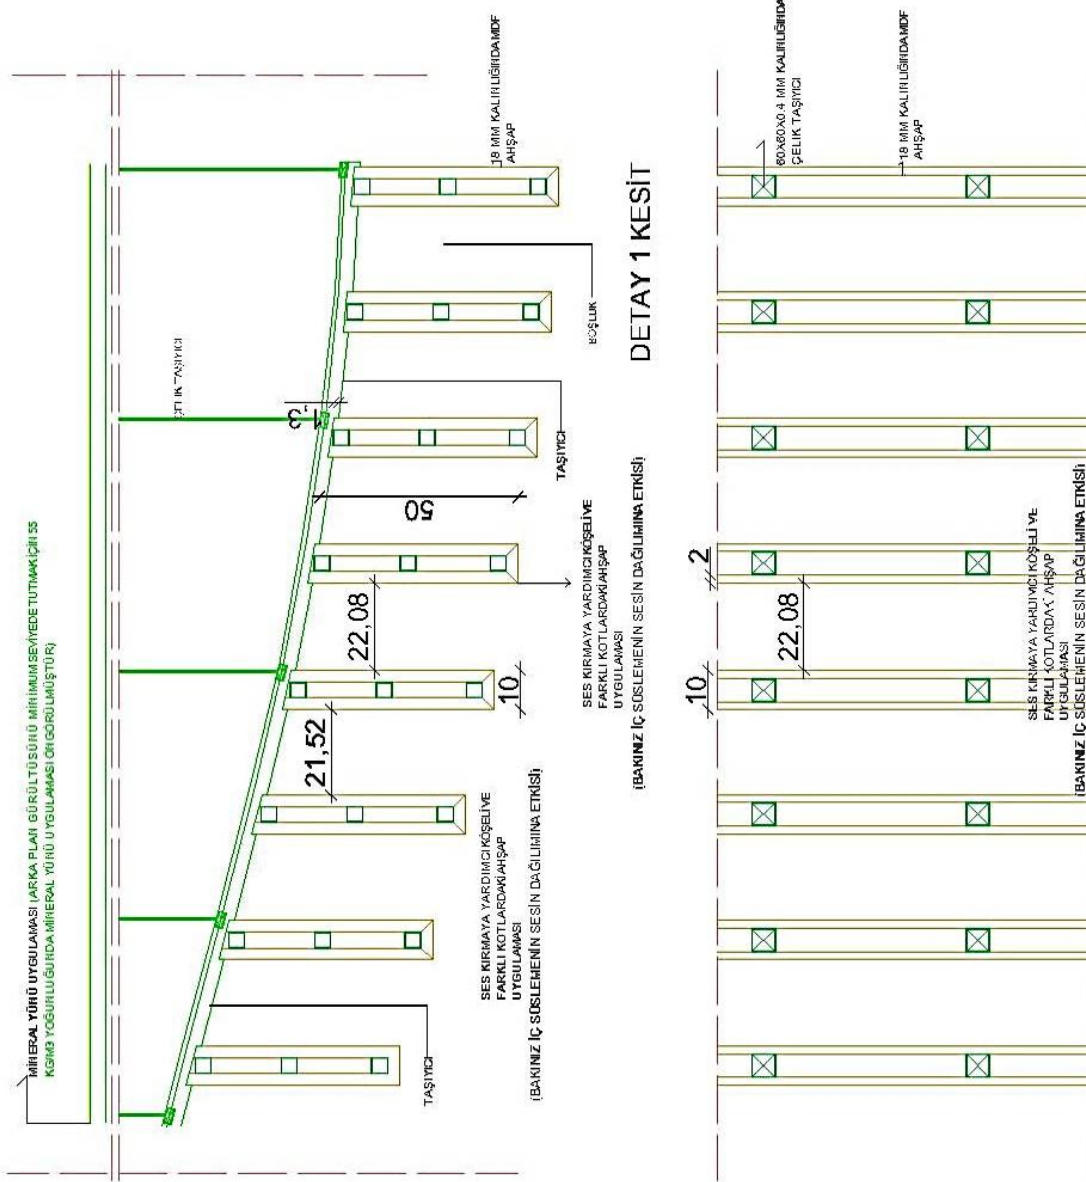 MİNERAL YÜNÜ UYGULAMASI (ARKA PLAN GÜRÜLTÜSÜNÜ MİNİMUM SEVİYEDE TUTMAK İÇİN 55
KG/M3 YOĞUNLUĞUNDA MİNERAL YÜNÜ UYGULAMASI ÖNGÖRÜLMÜŞTÜR)
ÇELİK TAŞIYICI
18 MM KALINLIĞINDA MDF
AHŞAP
1,3
BOŞLUK
TAŞIYICI
50
22,08
10
21,52
TAŞIYICI
SES KIRMAYA YARDIMCI KÖŞELİ VE
FARKLI KOTLARDAKİ AHŞAP
UYGULAMASI
(BAKINIZ İÇ SÜSLEMENİN SESİN DAĞILIMINA ETKİSİ)
SES KIRMAYA YARDIMCI KÖŞELİ VE
FARKLI KOTLARDAKİ AHŞAP
UYGULAMASI
(BAKINIZ İÇ SÜSLEMENİN SESİN DAĞILIMINA ETKİSİ)
DETAY 1 KESİT
60X60X0.4 MM KALINLIĞINDA
ÇELİK TAŞIYICI
18 MM KALINLIĞINDA MDF
AHŞAP
2
22,08
10
SES KIRMAYA YARDIMCI KÖŞELİ VE
FARKLI KOTLARDAKİ AHŞAP
UYGULAMASI
(BAKINIZ İÇ SÜSLEMENİN SESİN DAĞILIMINA ETKİSİ)